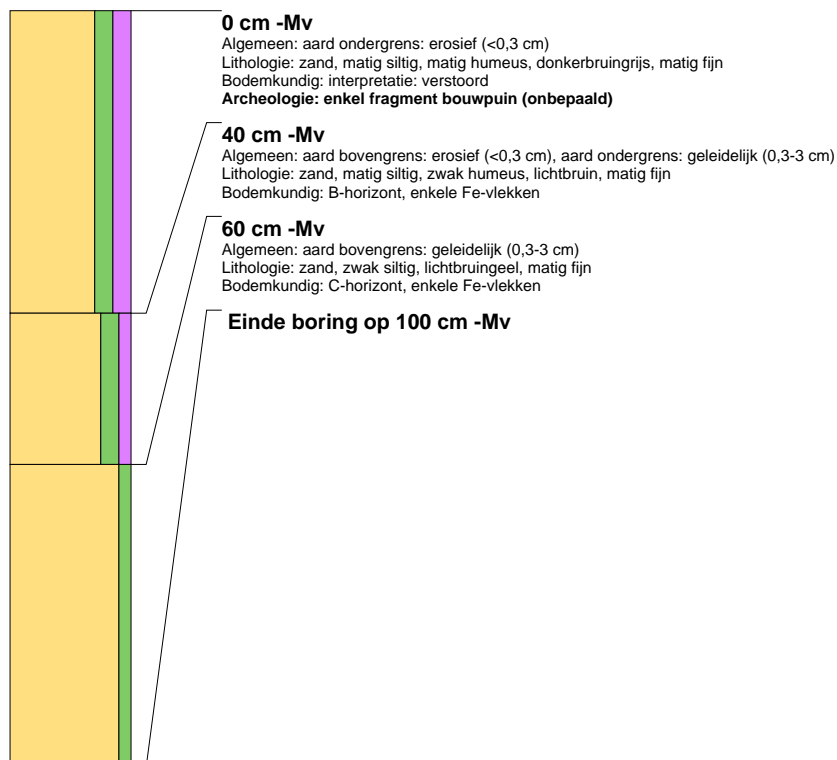 0 cm -Mv
Algemeen: aard ondergrens: erosief (<0,3 cm)
Lithologie: zand, matig siltig, matig humeus, donkerbruingrijs, matig fijn
Bodemkundig: interpretatie: verstoord
Archeologie: enkel fragment bouwpuin (onbepaald)
40 cm -Mv
Algemeen: aard bovengrens: erosief (<0,3 cm), aard ondergrens: geleidelijk (0,3-3 cm)
Lithologie: zand, matig siltig, zwak humeus, lichtbruin, matig fijn
Bodemkundig: B-horizont, enkele Fe-vlekken
60 cm -Mv
Algemeen: aard bovengrens: geleidelijk (0,3-3 cm)
Lithologie: zand, zwak siltig, lichtbruingeel, matig fijn
Bodemkundig: C-horizont, enkele Fe-vlekken
Einde boring op 100 cm -Mv